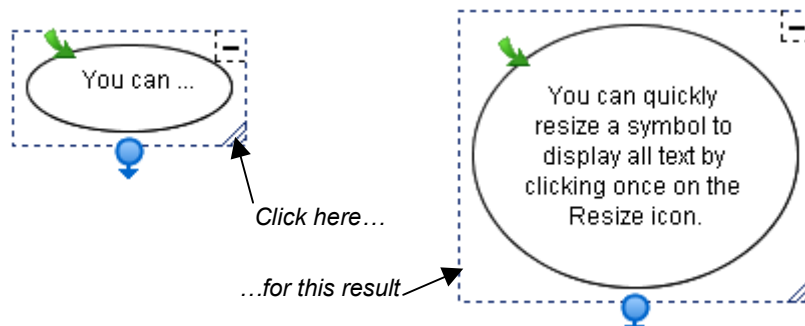 You can ...
You can quickly
resize a symbol to
display all text by
clicking once on the
Resize icon.
Click here…
…for this result